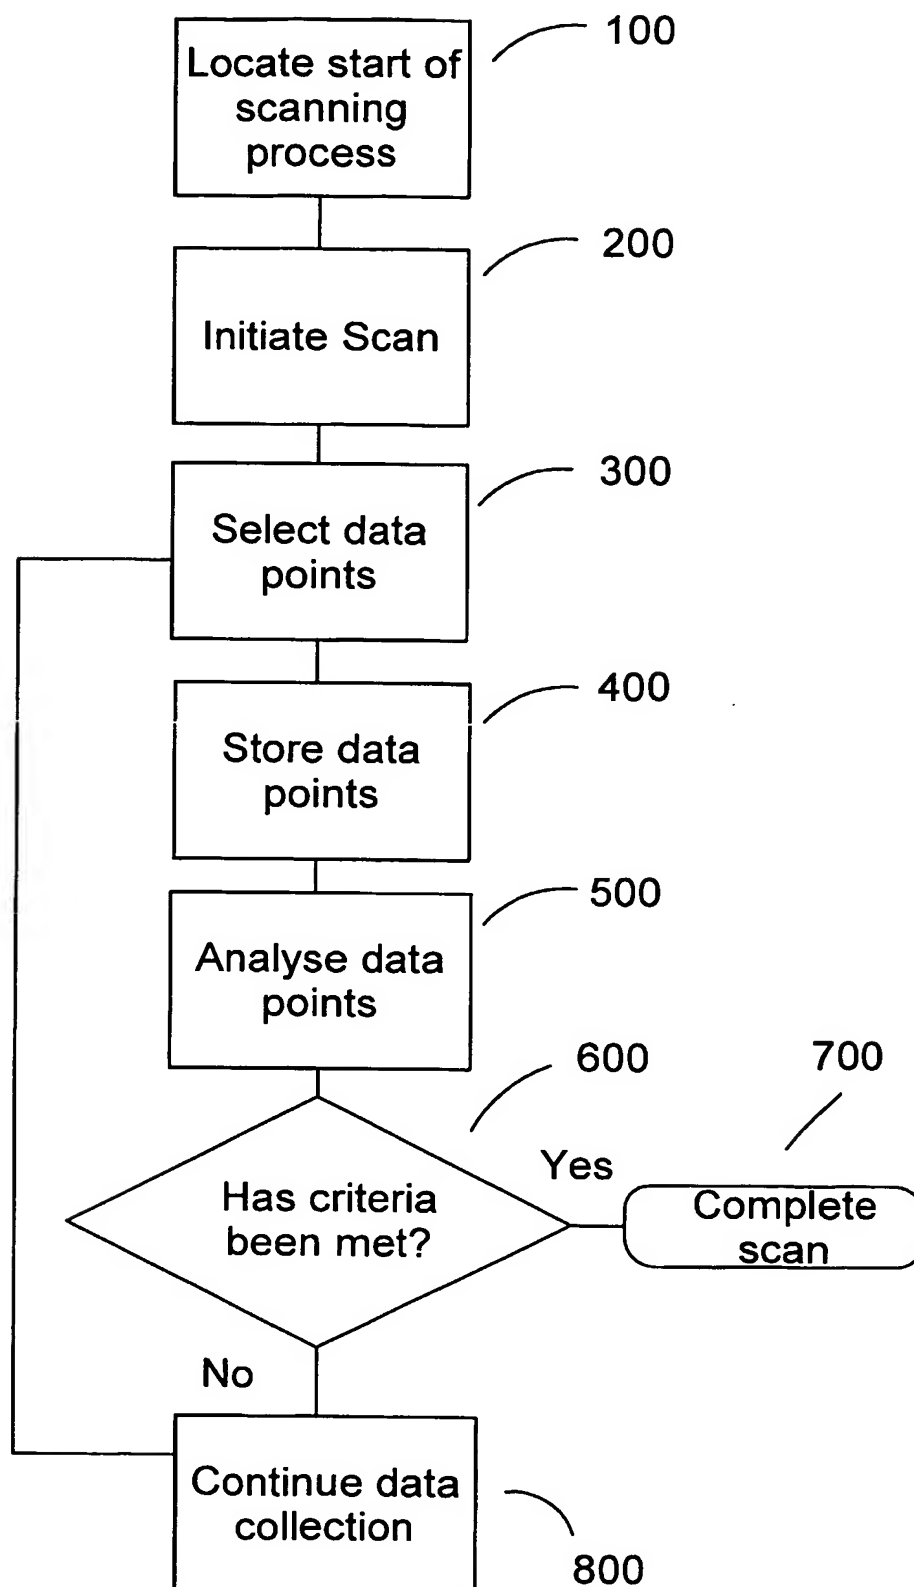 100
Locate start of
scanning
process
200
Initiate Scan
300
Select data
points
400
Store data
points
500
Analyse data
points
600
700
Yes
Has criteria
been met?
Complete
scan
No
Continue data
collection
800